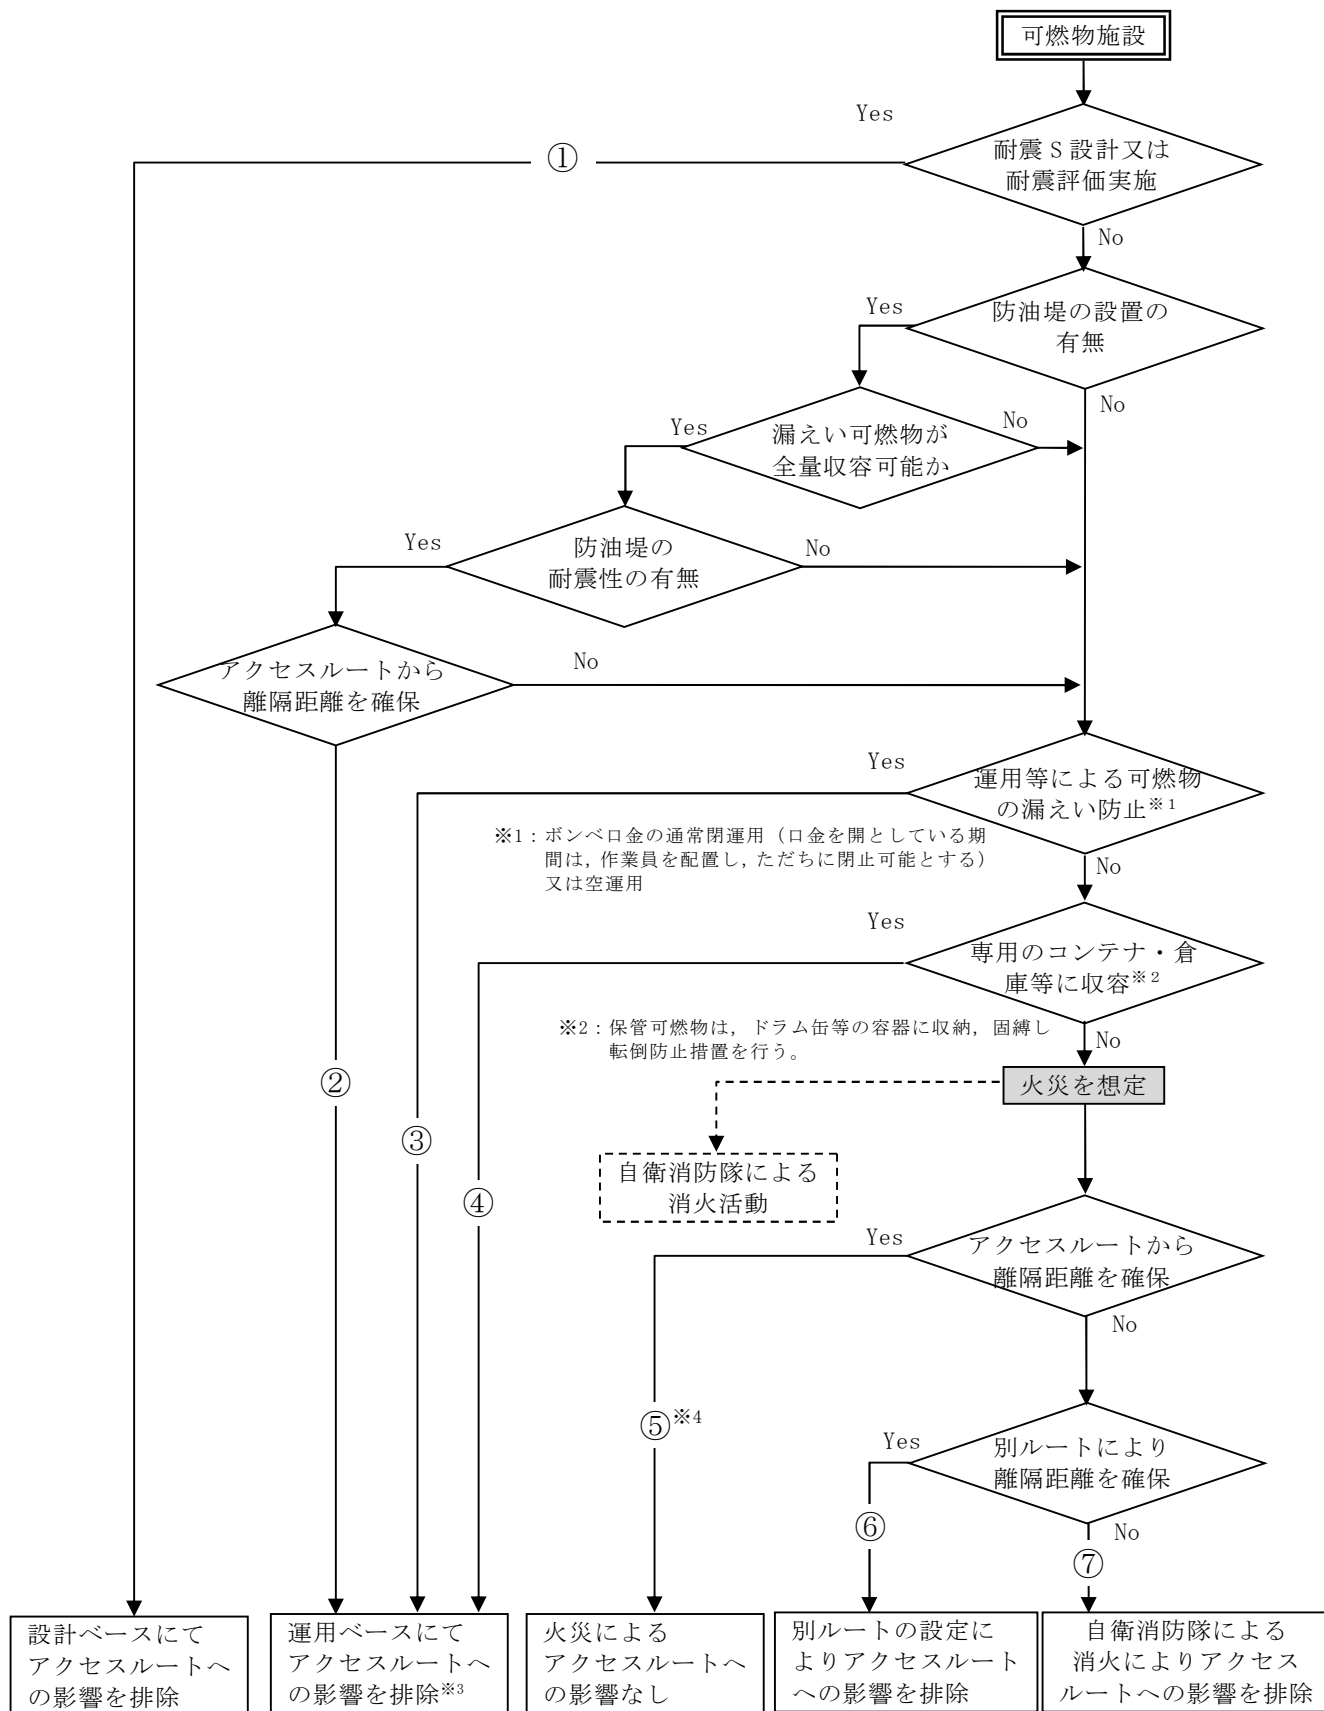 可燃物施設
Yes
耐震 S 設計又は
耐震評価実施
①
No
Yes
防油堤の設置の
有無
No
Yes
漏えい可燃物が
全量収容可能か
No
Yes
防油堤の
耐震性の有無
No
アクセスルートから
離隔距離を確保
No
Yes
運用等による可燃物
の漏えい防止※1
※1：ボンベ口金の通常閉運用（口金を開としている期
間は，作業員を配置し，ただちに閉止可能とする）
又は空運用
No
Yes
専用のコンテナ・倉
庫等に収容※2
※2：保管可燃物は，ドラム缶等の容器に収納，固縛し
転倒防止措置を行う。
No
②
火災を想定
③
自衛消防隊による
消火活動
④
Yes
アクセスルートから
離隔距離を確保
No
⑤※4
Yes
別ルートにより
離隔距離を確保
No
⑥
⑦
設計ベースにて
アクセスルートへ
の影響を排除
運用ベースにて
アクセスルートへ
の影響を排除※3
火災による
アクセスルートへ
の影響なし
別ルートの設定に
よりアクセスルート
への影響を排除
自衛消防隊による
消火によりアクセス
ルートへの影響を排除